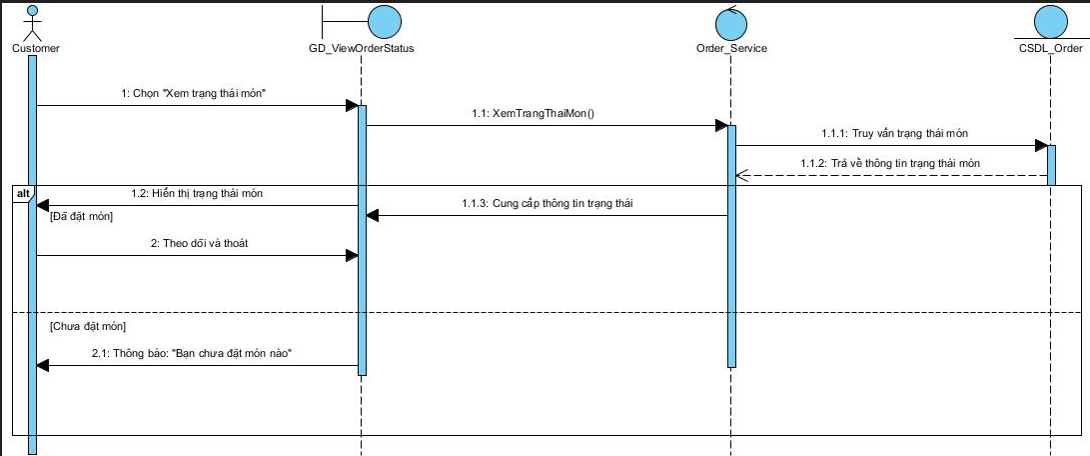 Customer
GD_ViewOrderStatus
Order_Service
CSDL_Order
1: Chọn "Xem trạng thái món"
1.1: XemTrangThaiMon()
1.1.1: Truy vấn trạng thái món
1.1.2: Trả về thông tin trạng thái món
alt
1.2: Hiển thị trạng thái món
1.1.3: Cung cấp thông tin trạng thái
[Đã đặt món]
2: Theo dõi và thoát
[Chưa đặt món]
2.1: Thông báo: "Bạn chưa đặt món nào"